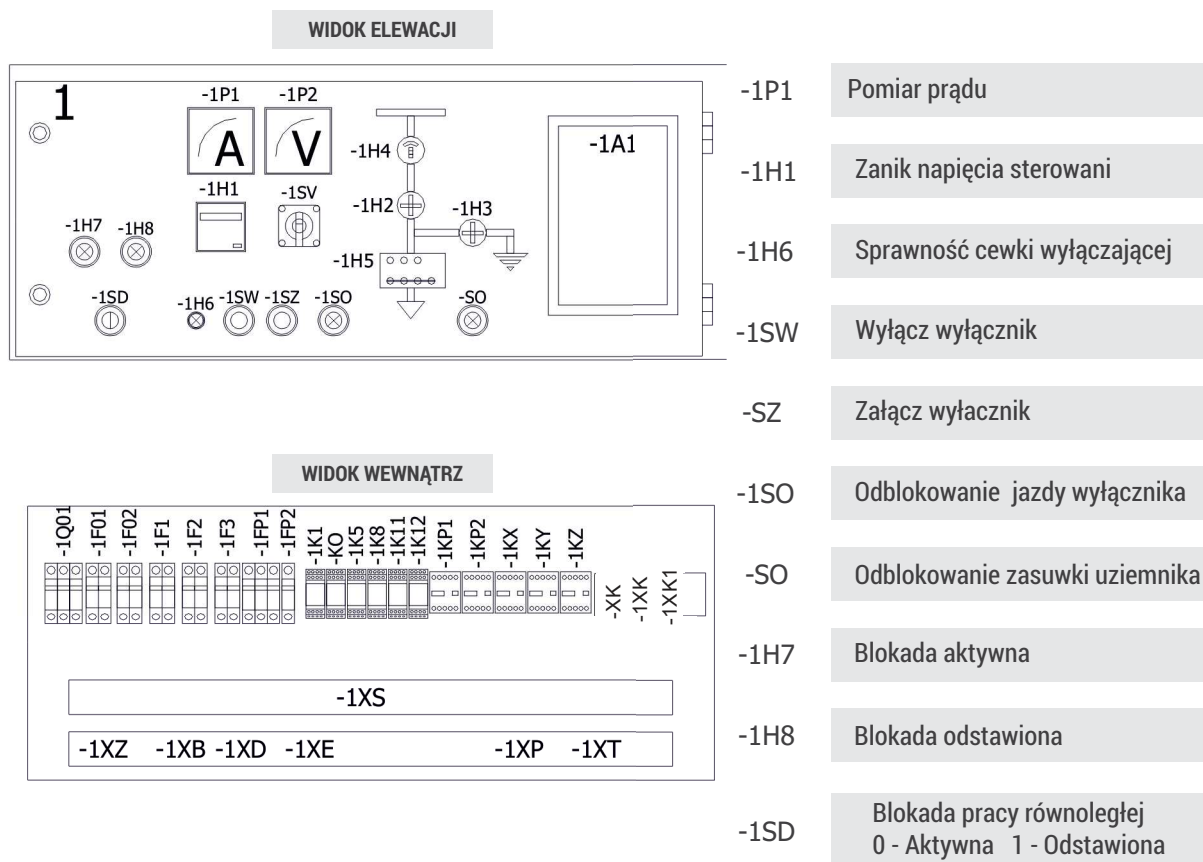 WIDOK ELEWACJI
1
-1P1 -1P2
A V
-1H4
-1A1
-1H1 -1SV
-1H2 -1H3
-1H7 -1H8
-1H5
-1SD -1H6 -1SW -1SZ -1SO -SO
WIDOK WEWNĄTRZ
-1Q01 -1F01 -1F02 -1F1 -1F2 -1F3 -1FP1 -1FP2 -1K1 -KO -1K5 -1K8 -1K11 -1K12 -1KP1 -1KP2 -1KX -1KY -1KZ
-XK -1XK -1XK1
-1XS
-1XZ -1XB -1XD -1XE -1XP -1XT
-1P1 Pomiar prądu
-1H1 Zanik napięcia sterowani
-1H6 Sprawność cewki wyłączającej
-1SW Wyłącz wyłącznik
-SZ Załącz wyłacznik
-1SO Odblokowanie jazdy wyłącznika
-SO Odblokowanie zasuwki uziemnika
-1H7 Blokada aktywna
-1H8 Blokada odstawiona
-1SD Blokada pracy równoległej
0 - Aktywna 1 - Odstawiona